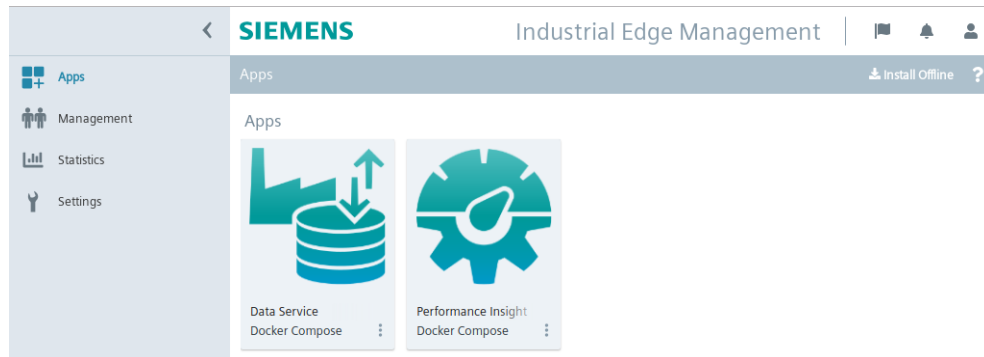 SIEMENS
Industrial Edge Management
Apps
Management
Statistics
Settings
Apps
Install Offline
?
Apps
Data Service
Docker Compose
Performance Insight
Docker Compose